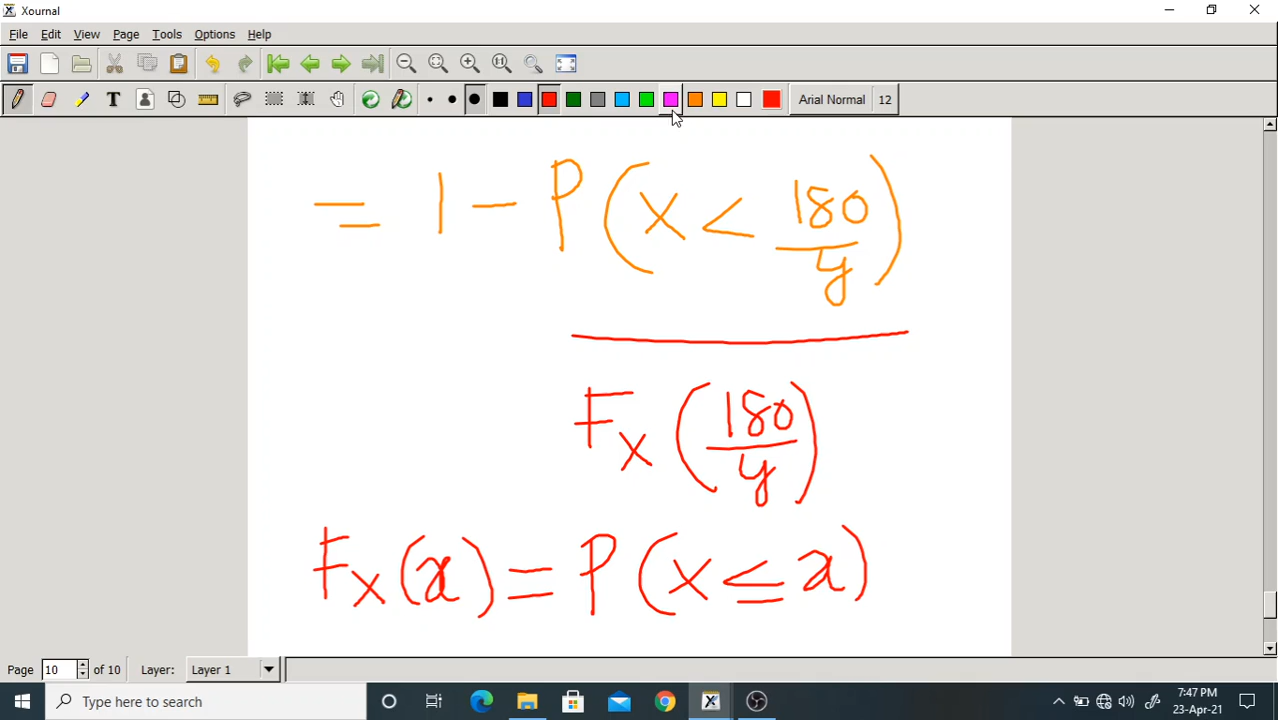 Xournal
File Edit View Page Tools Options Help
Arial Normal 12
= 1 - P(X < 180/y)
F_X(180/y)
F_X(x) = P(X ≤ x)
Page 10 of 10 Layer: Layer 1
Type here to search
7:47 PM
23-Apr-21